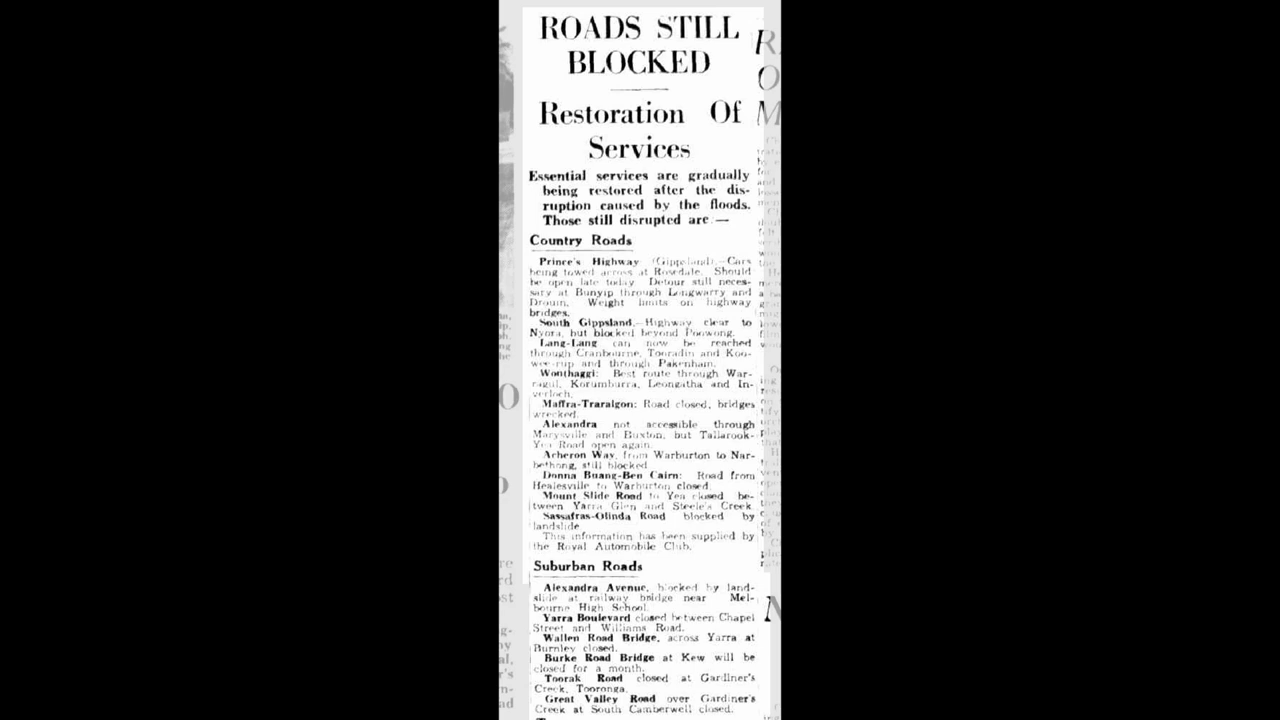 ROADS STILL
BLOCKED
Restoration Of
Services
Essential services are gradually
being restored after the dis-
ruption caused by the floods.
Those still disrupted are:—
Country Roads
Prince's Highway (Gippsland).—Cars
being towed across at Rosedale. Should
be open late today. Detour still neces-
sary at Bunyip through Longwarry and
Drouin. Weight limits on highway
bridges.
South Gippsland.—Highway clear to
Nyora, but blocked beyond Poowong.
Lang-Lang can now be reached
through Cranbourne, Tooradin and Koo-
wee-rup and through Pakenham.
Wonthaggi: Best route through War-
ragul, Korumburra, Leongatha and In-
verloch.
Maffra-Traralgon: Road closed, bridges
wrecked.
Alexandra not accessible through
Marysville and Buxton, but Tallarook-
Yea Road open again.
Acheron Way, from Warburton to Nar-
bethong, still blocked
Donna Buang-Ben Cairn: Road from
Healesville to Warburton closed.
Mount Slide Road to Yea closed be-
tween Yarra Glen and Steele's Creek.
Sassafras-Olinda Road blocked by
landslide
This information has been supplied by
the Royal Automobile Club.
Suburban Roads
Alexandra Avenue, blocked by land-
slide at railway bridge near Mel-
bourne High School.
Yarra Boulevard closed between Chapel
Street and Williams Road.
Wallen Road Bridge, across Yarra at
Burnley closed.
Burke Road Bridge at Kew will be
closed for a month.
Toorak Road closed at Gardiner's
Creek, Tooronga.
Great Valley Road over Gardiner's
Creek at South Camberwell closed.